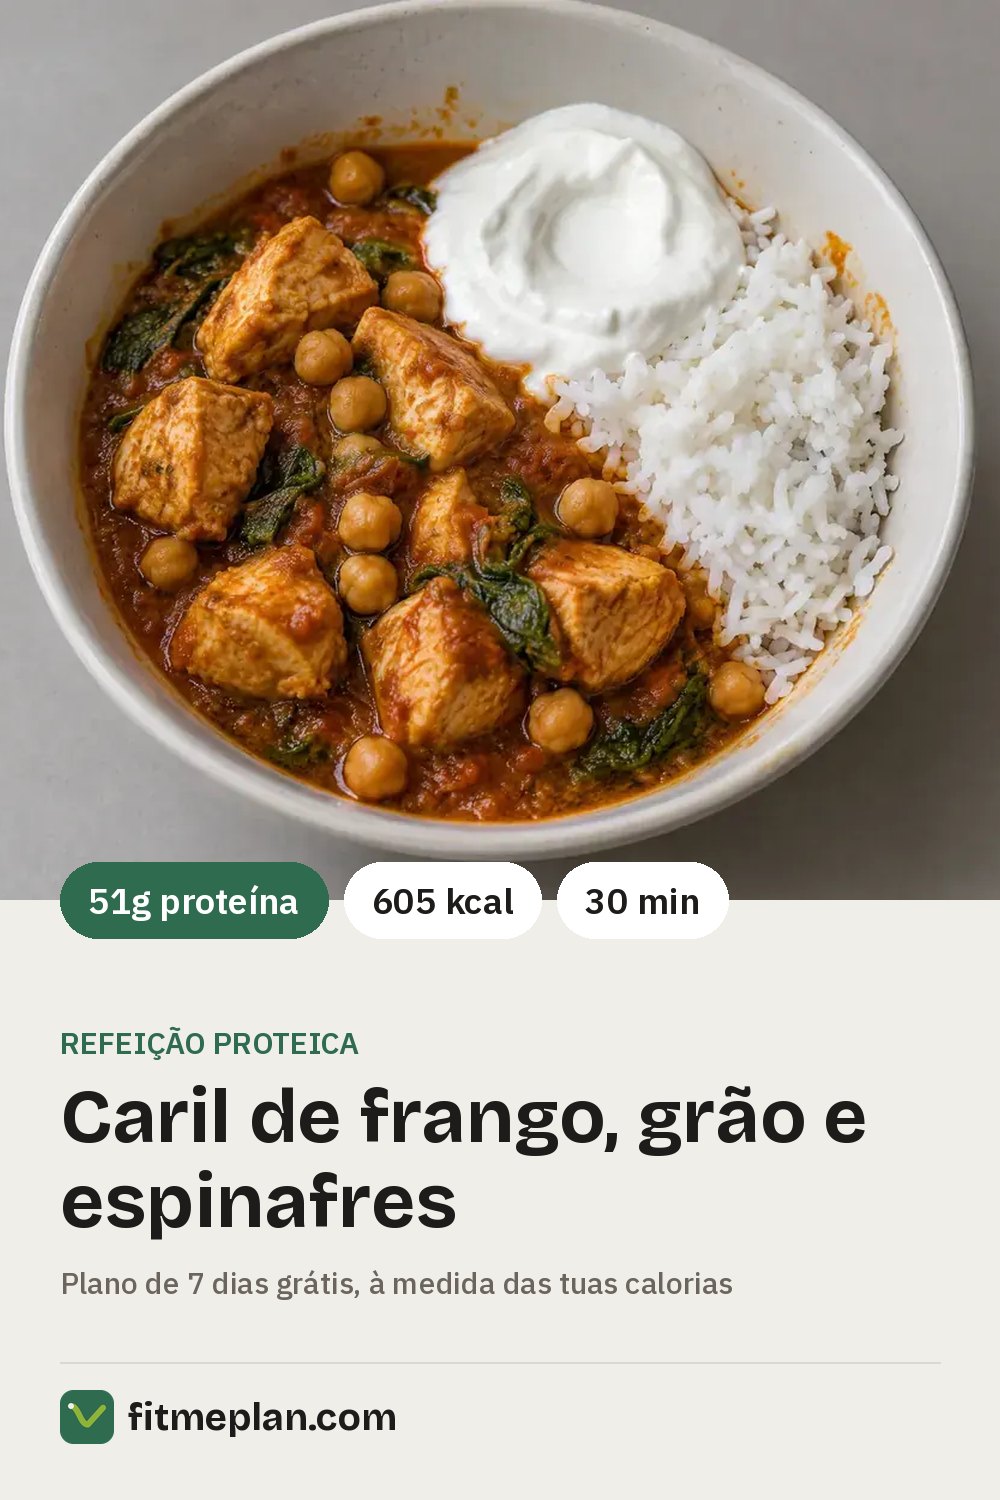 51g proteína
605 kcal
30 min
REFEIÇÃO PROTEICA
Caril de frango, grão e
espinafres
Plano de 7 dias grátis, à medida das tuas calorias
fitmeplan.com